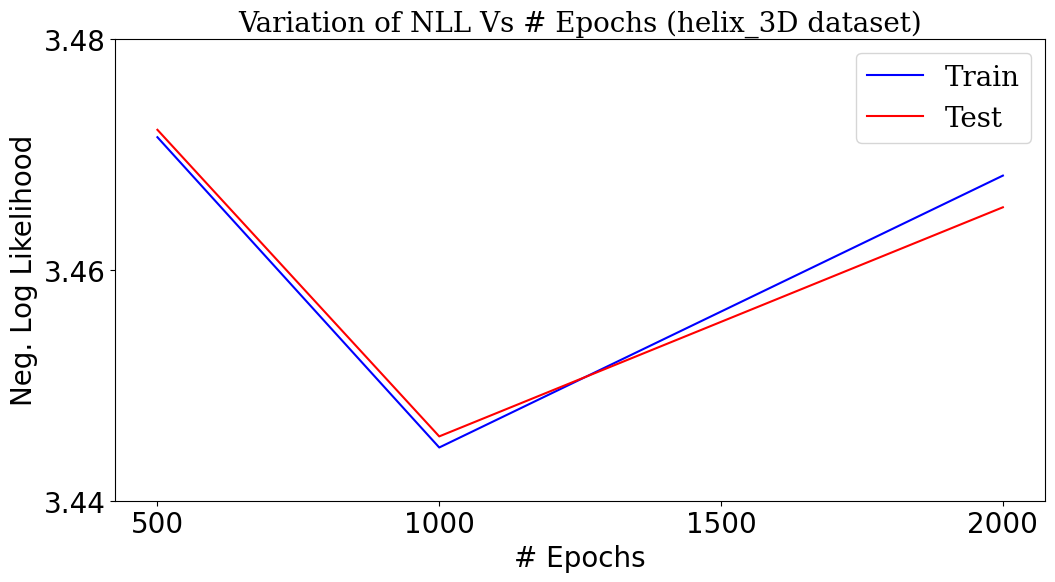 Variation of NLL Vs # Epochs (helix_3D dataset)
3.48
Train
Test
Neg. Log Likelihood
3.46
3.44
500 1000 1500 2000
# Epochs